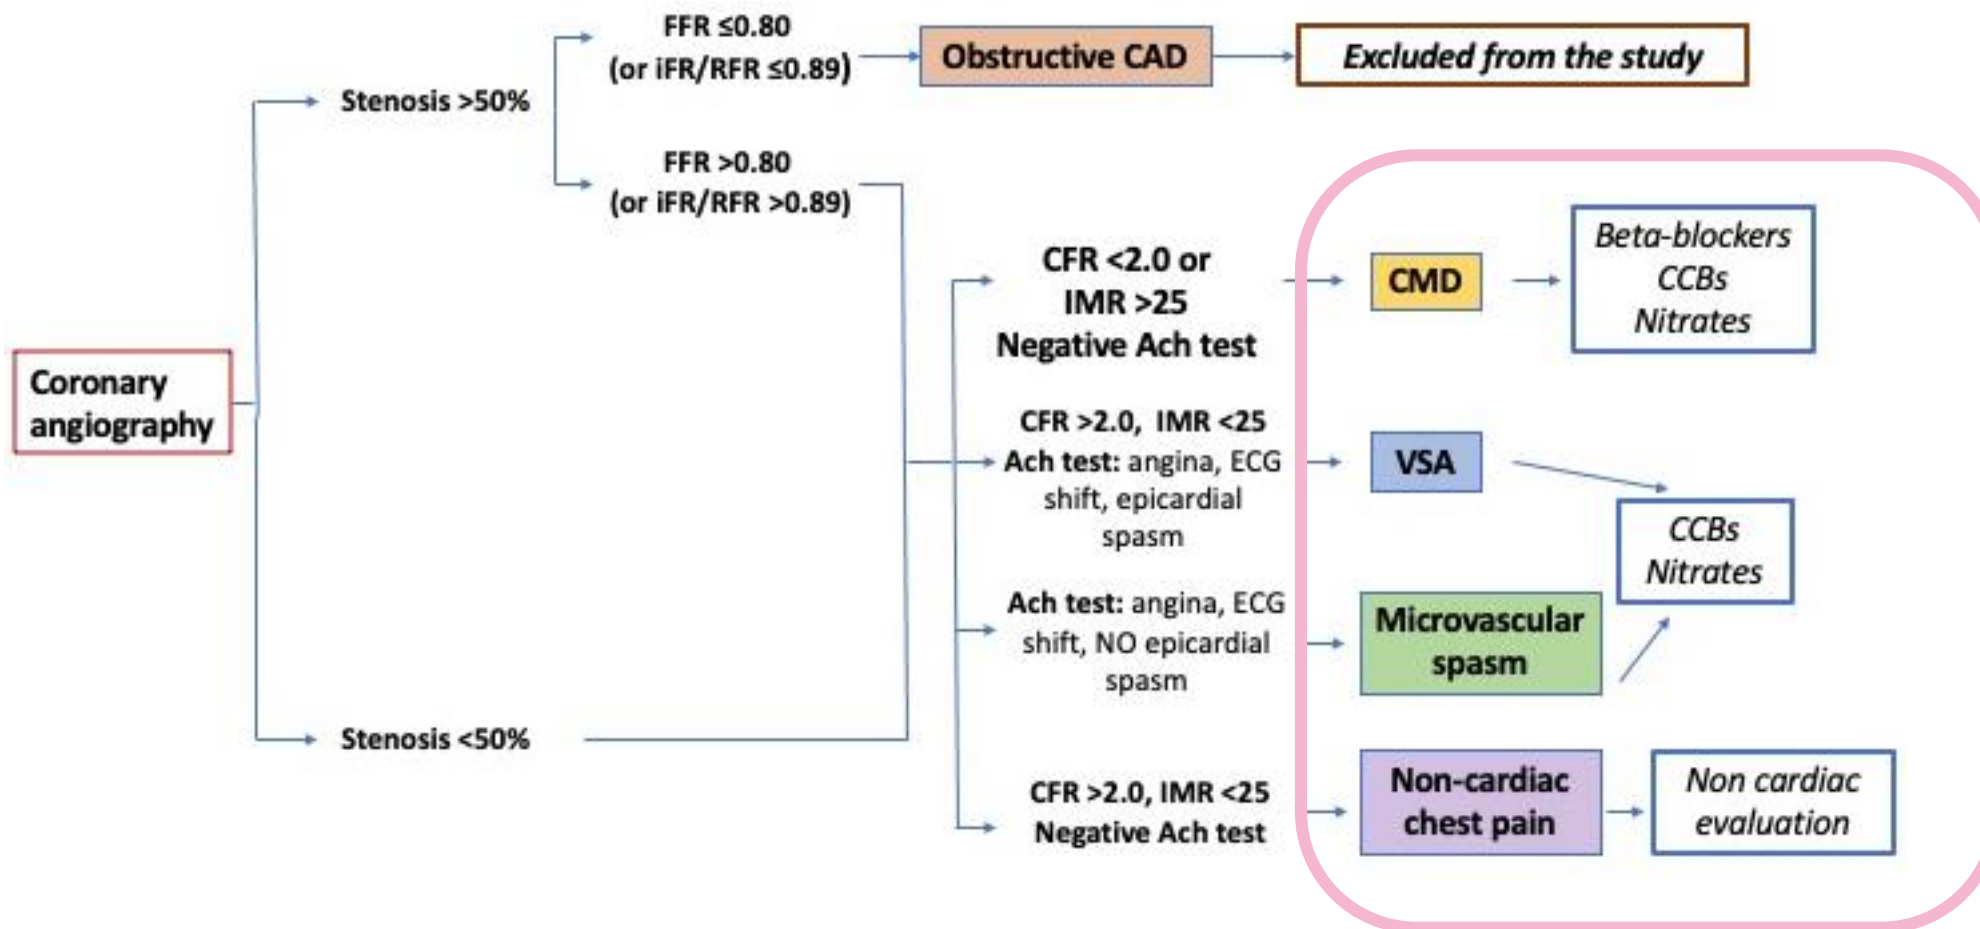 FFR ≤0.80
(or iFR/RFR ≤0.89)
Obstructive CAD
Excluded from the study
Stenosis >50%
FFR >0.80
(or iFR/RFR >0.89)
CFR <2.0 or
IMR >25
Negative Ach test
CMD
Beta-blockers
CCBs
Nitrates
Coronary
angiography
CFR >2.0, IMR <25
Ach test: angina, ECG
shift, epicardial
spasm
VSA
CCBs
Nitrates
Ach test: angina, ECG
shift, NO epicardial
spasm
Microvascular
spasm
Stenosis <50%
CFR >2.0, IMR <25
Negative Ach test
Non-cardiac
chest pain
Non cardiac
evaluation